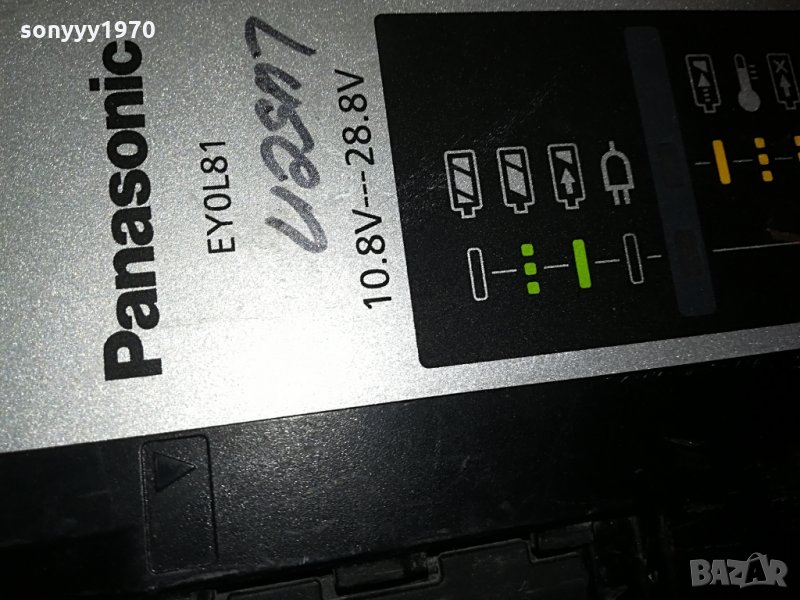 sonyyy1970
Panasonic
EY0L81
10.8V---28.8V
BAZAR